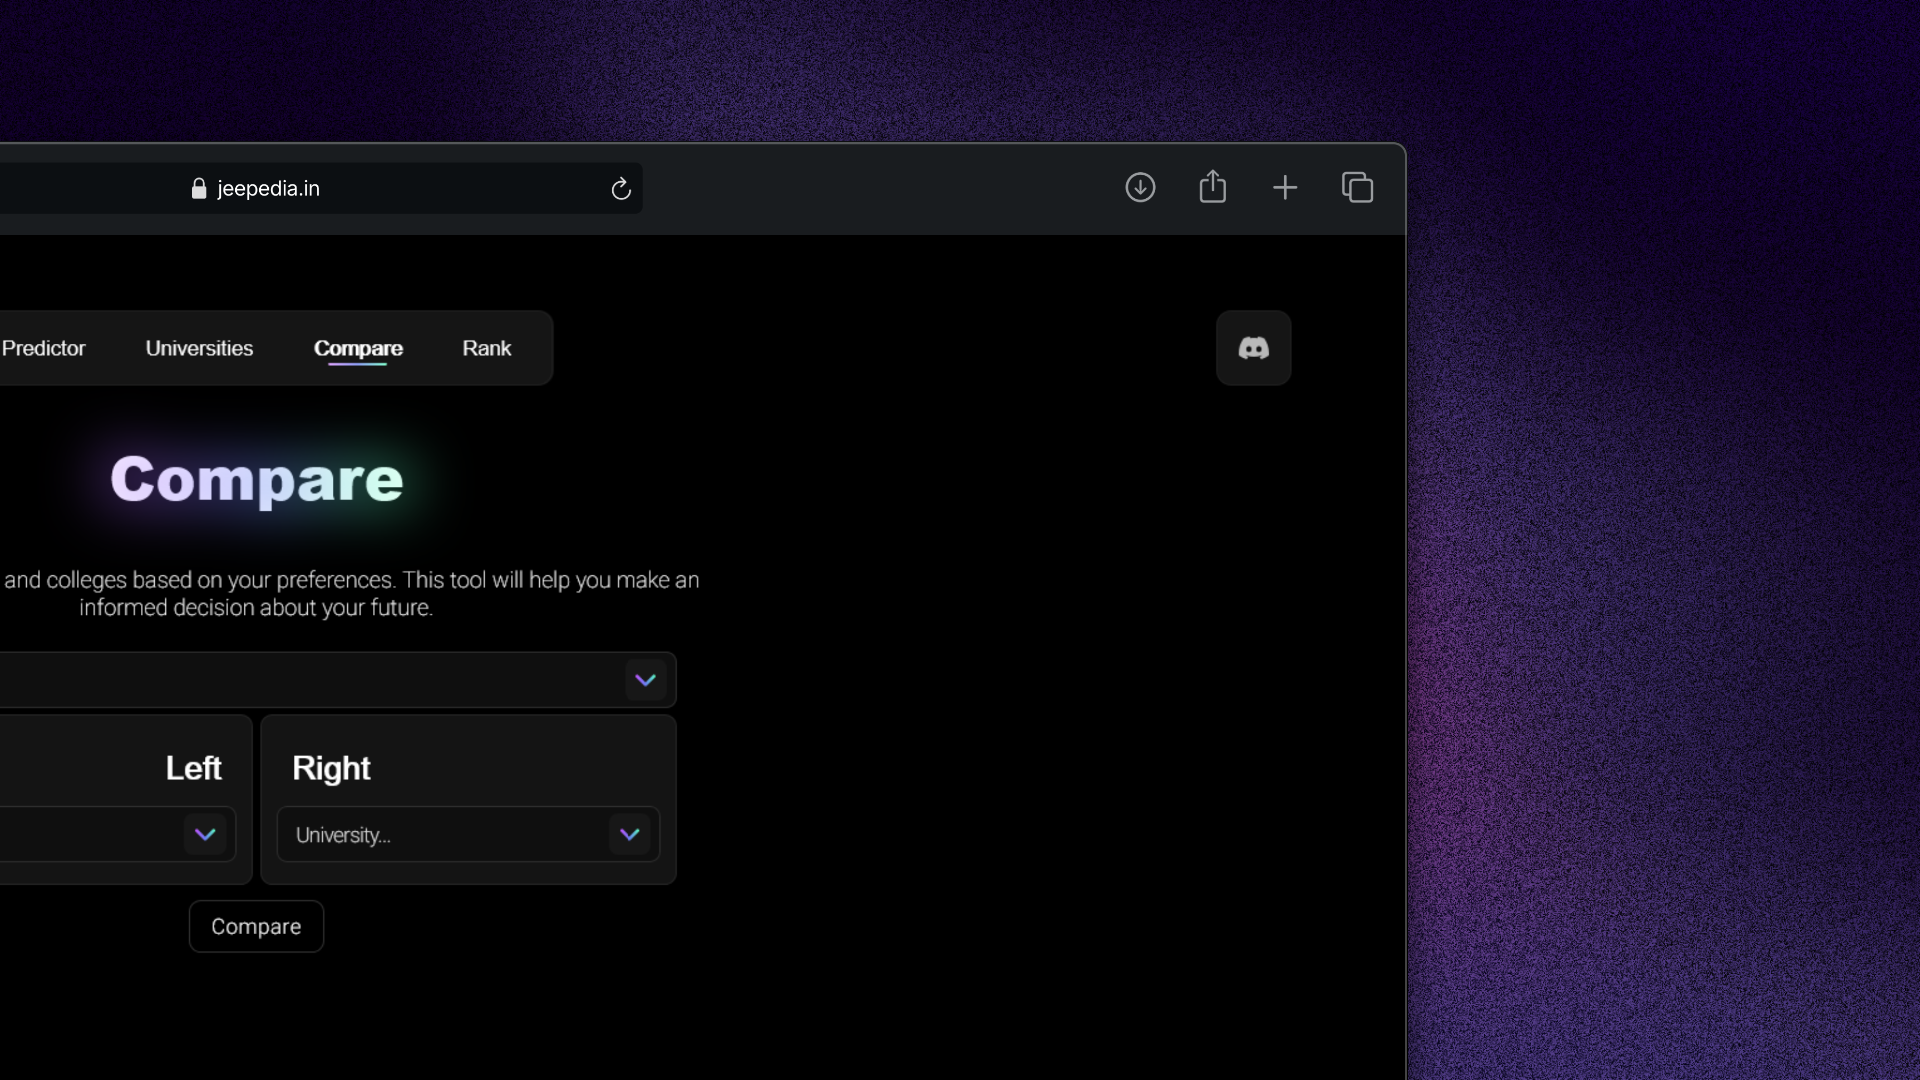 jeepedia.in
Predictor Universities Compare Rank
Compare
and colleges based on your preferences. This tool will help you make an
informed decision about your future.
Left
Right
University...
Compare